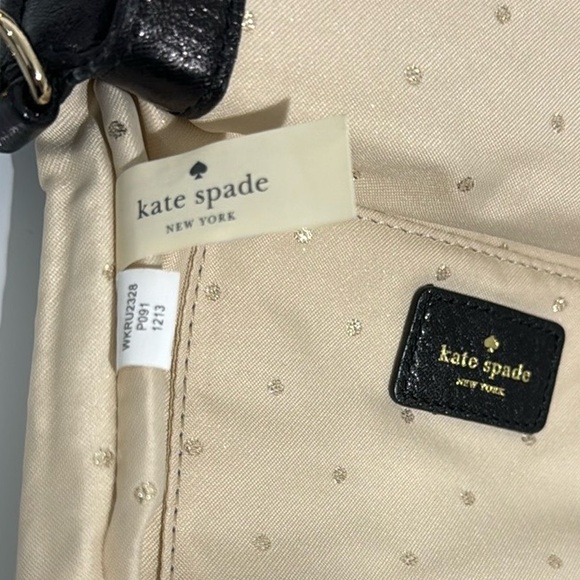 kate spade
NEW YORK
WKRU2328
P091
1213
kate spade
NEW YORK